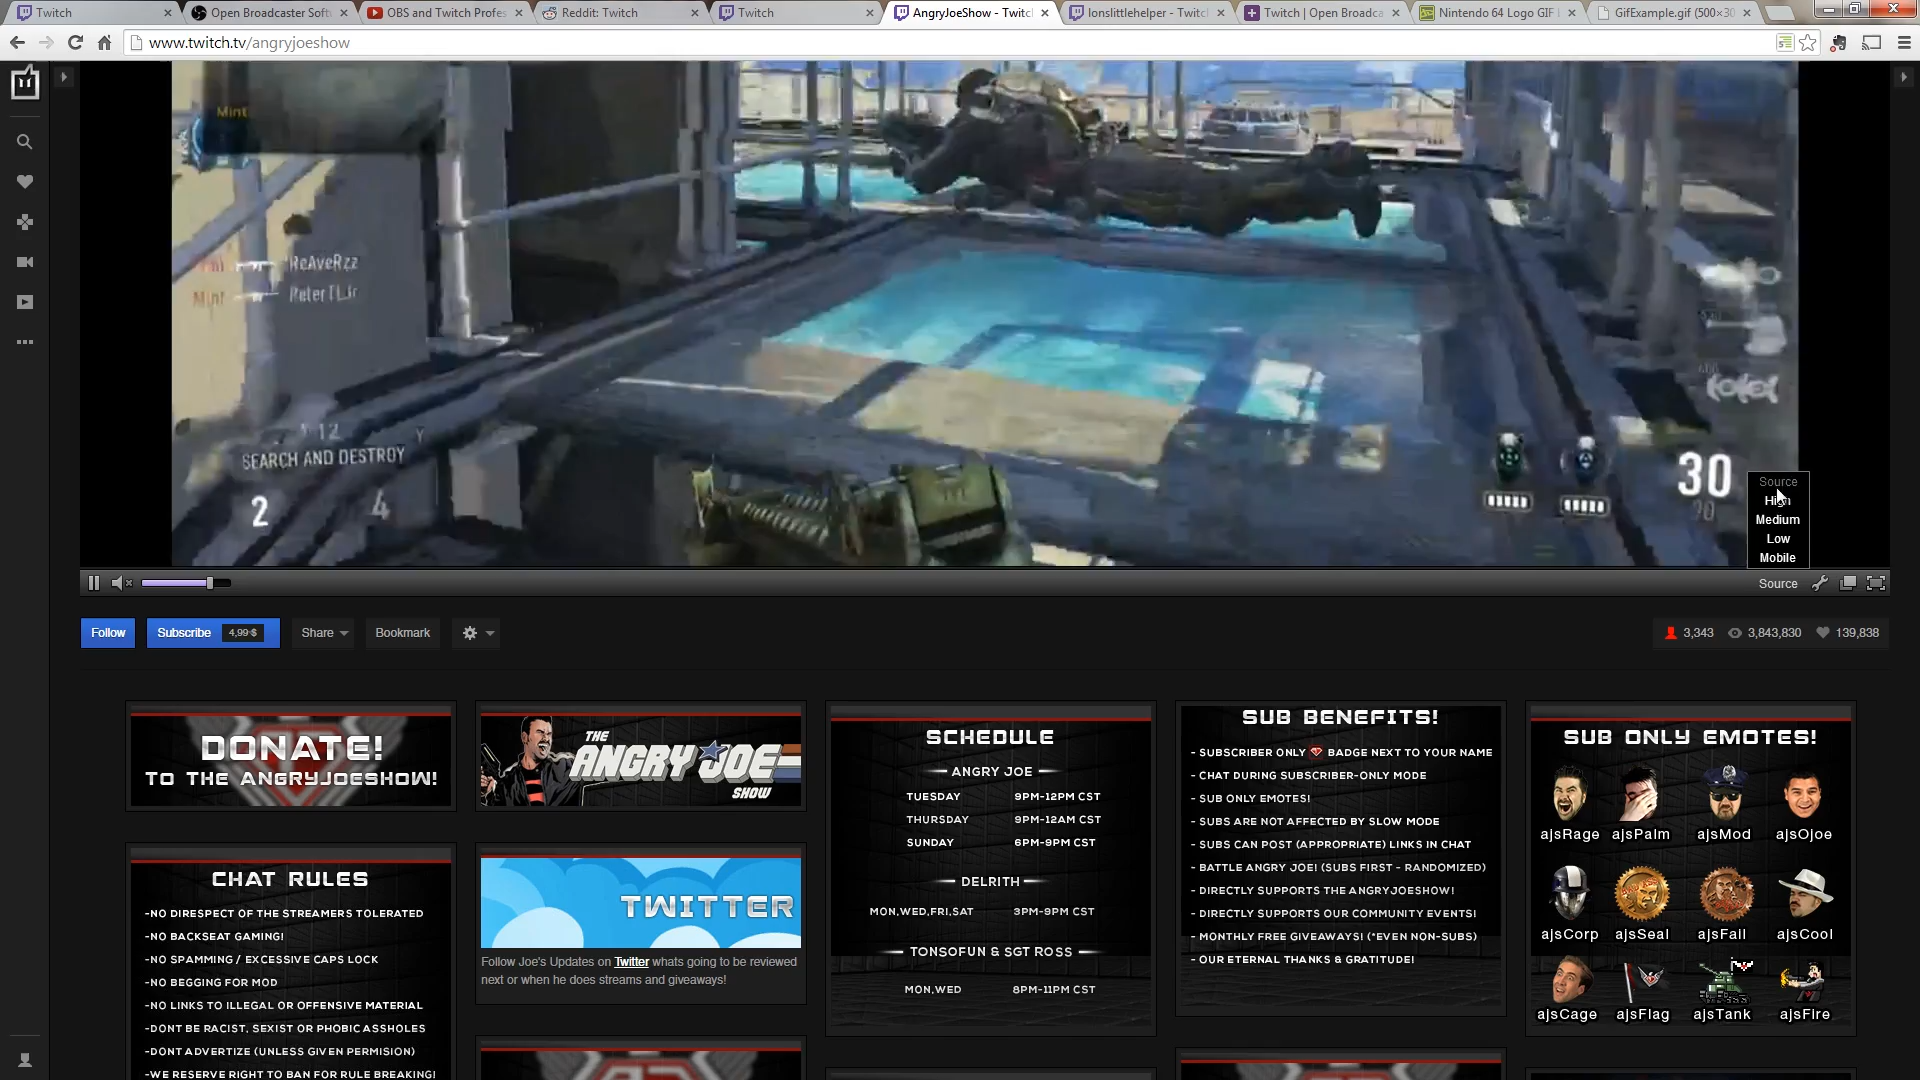 Twitch
Open Broadcaster Soft
OBS and Twitch Profes
Reddit: Twitch
Twitch
AngryJoeShow - Twitc
Ionslittlehelper - Twitc
Twitch | Open Broadca
Nintendo 64 Logo GIF
GifExample.gif (500×30
www.twitch.tv/angryjoeshow
Mint
ReAveRzz
Mint
SEARCH AND DESTROY
2
4
30
Source
High
Medium
Low
Mobile
Source
Follow
Subscribe
4,99 $
Share
Bookmark
3,343
3,843,830
139,838
DONATE!
TO THE ANGRYJOESHOW!
CHAT RULES
-NO DIRESPECT OF THE STREAMERS TOLERATED
-NO BACKSEAT GAMING!
-NO SPAMMING / EXCESSIVE CAPS LOCK
-NO BEGGING FOR MOD
-NO LINKS TO ILLEGAL OR OFFENSIVE MATERIAL
-DONT BE RACIST, SEXIST OR PHOBIC ASSHOLES
-DONT ADVERTIZE (UNLESS GIVEN PERMISION)
-WE RESERVE RIGHT TO BAN FOR RULE BREAKING!
THE
ANGRY JOE
SHOW
TWITTER
Follow Joe's Updates on Twitter whats going to be reviewed
next or when he does streams and giveaways!
SCHEDULE
ANGRY JOE
TUESDAY 9PM-12PM CST
THURSDAY 9PM-12AM CST
SUNDAY 6PM-9PM CST
DELRITH
MON,WED,FRI,SAT 3PM-9PM CST
TONSOFUN & SGT ROSS
MON,WED 8PM-11PM CST
SUB BENEFITS!
- SUBSCRIBER ONLY BADGE NEXT TO YOUR NAME
- CHAT DURING SUBSCRIBER-ONLY MODE
- SUB ONLY EMOTES!
- SUBS ARE NOT AFFECTED BY SLOW MODE
- SUBS CAN POST (APPROPRIATE) LINKS IN CHAT
- BATTLE ANGRY JOE! (SUBS FIRST - RANDOMIZED)
- DIRECTLY SUPPORTS THE ANGRYJOESHOW!
- DIRECTLY SUPPORTS OUR COMMUNITY EVENTS!
- MONTHLY FREE GIVEAWAYS! (*EVEN NON-SUBS)
- OUR ETERNAL THANKS & GRATITUDE!
SUB ONLY EMOTES!
ajsRage ajsPalm ajsMod ajsOjoe
ajsCorp ajsSeal ajsFail ajsCool
ajsCage ajsFlag ajsTank ajsFire